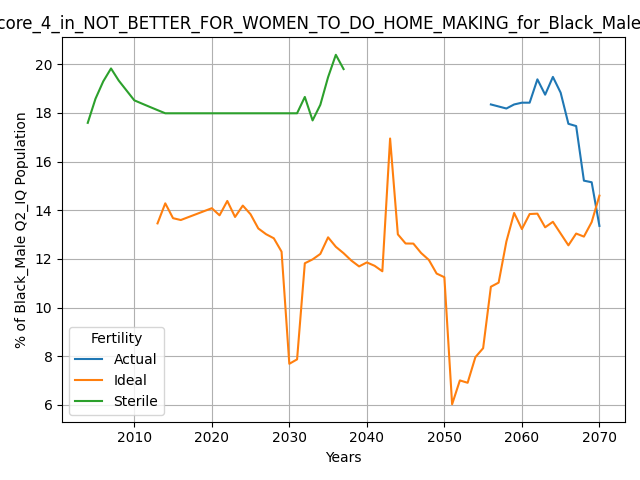 core_4_in_NOT_BETTER_FOR_WOMEN_TO_DO_HOME_MAKING_for_Black_Male
% of Black_Male Q2_IQ Population
20
18
16
14
12
10
8
6
Fertility
Actual
Ideal
Sterile
2010 2020 2030 2040 2050 2060 2070
Years